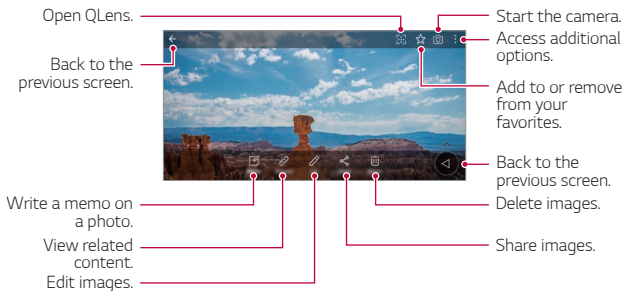 Open QLens.
Back to the
previous screen.
Write a memo on
a photo.
View related
content.
Edit images.
Start the camera.
Access additional
options.
Add to or remove
from your
favorites.
Back to the
previous screen.
Delete images.
Share images.